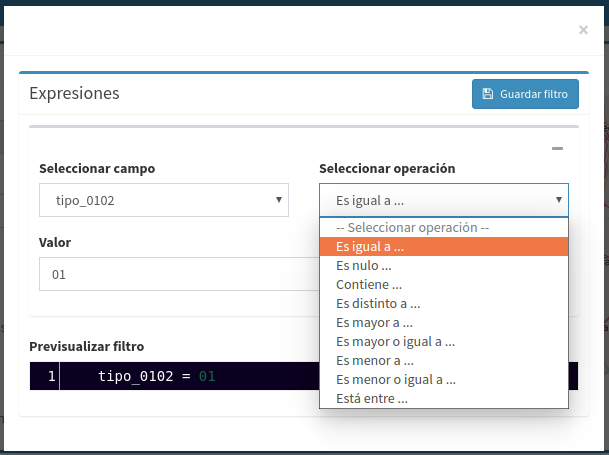 ×
Expresiones
Guardar filtro
Seleccionar campo
Seleccionar operación
tipo_0102
Es igual a ...
-- Seleccionar operación --
Es igual a ...
Es nulo ...
Contiene ...
Es distinto a ...
Es mayor a ...
Es mayor o igual a ...
Es menor a ...
Es menor o igual a ...
Está entre ...
Valor
01
Previsualizar filtro
1 tipo_0102 = 01